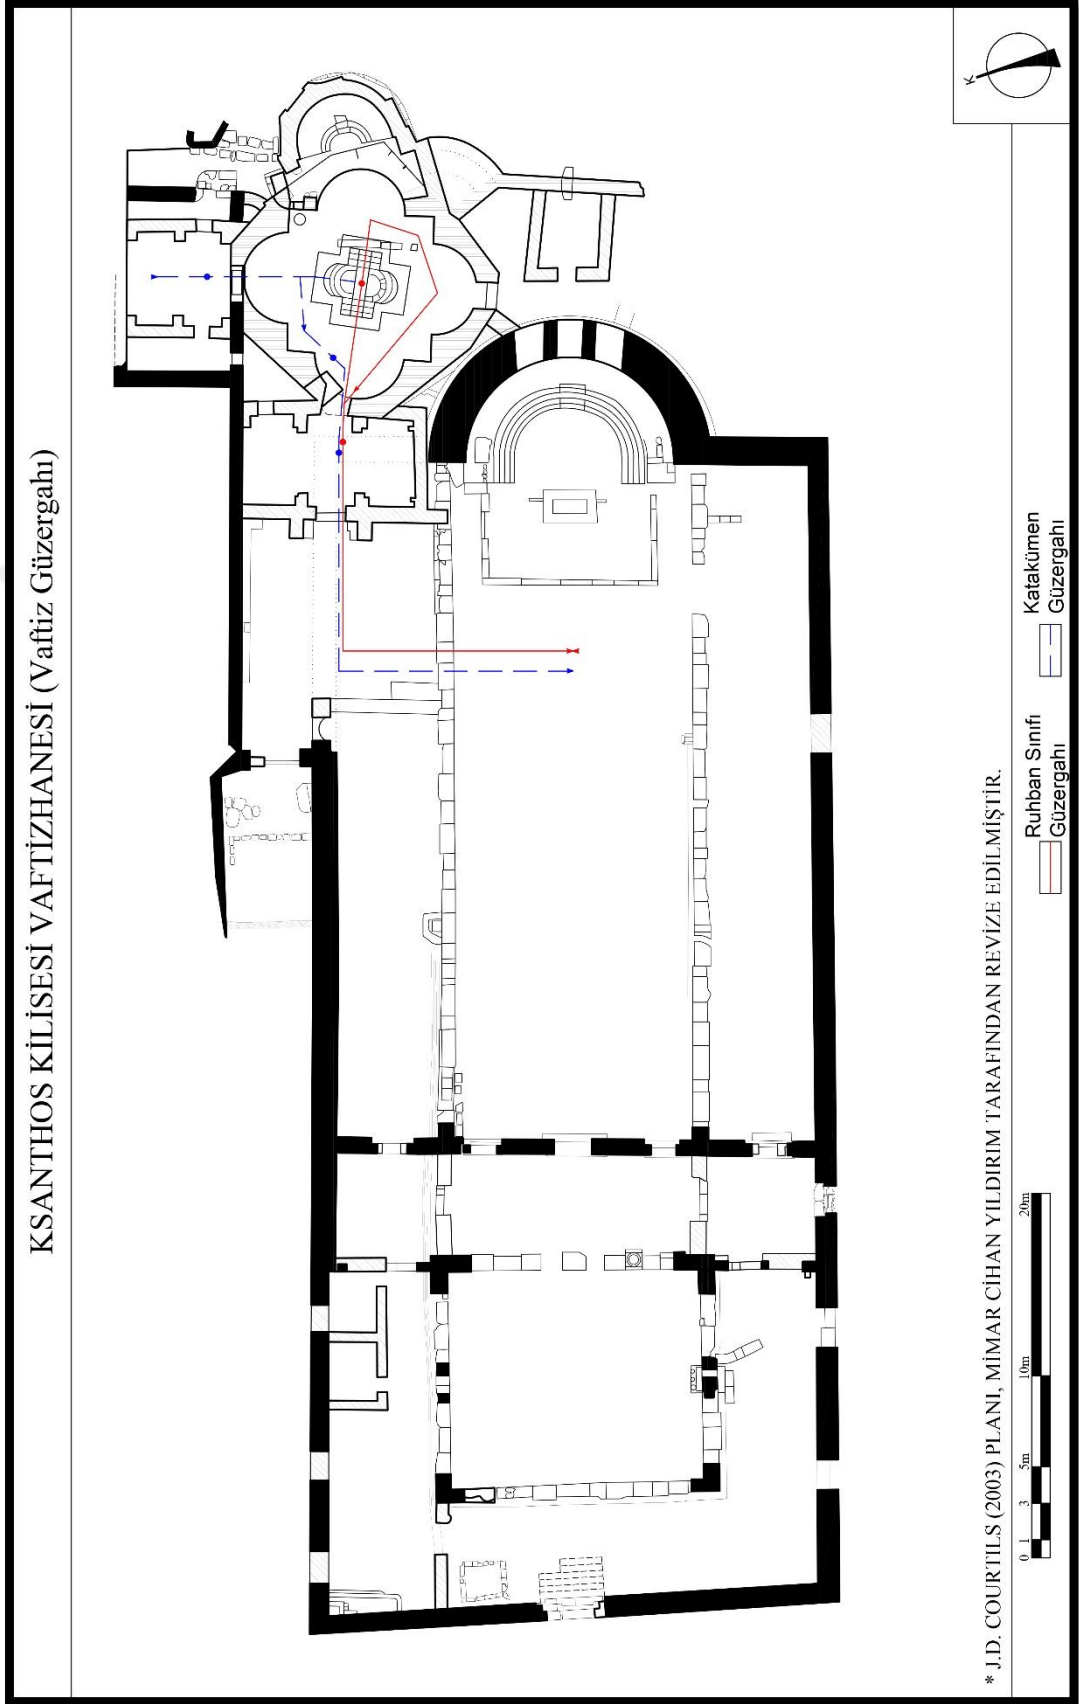 KSANTHOS KİLİSESİ VAFTİZHANESİ (Vaftiz Güzergahı)
K
* J.D. COURTILS (2003) PLANI, MİMAR CİHAN YILDIRIM TARAFINDAN REVİZE EDİLMİŞTİR.
Ruhban Sınıfı
Güzergahı
Katakümen
Güzergahı
0 1 3 5m 10m 20m